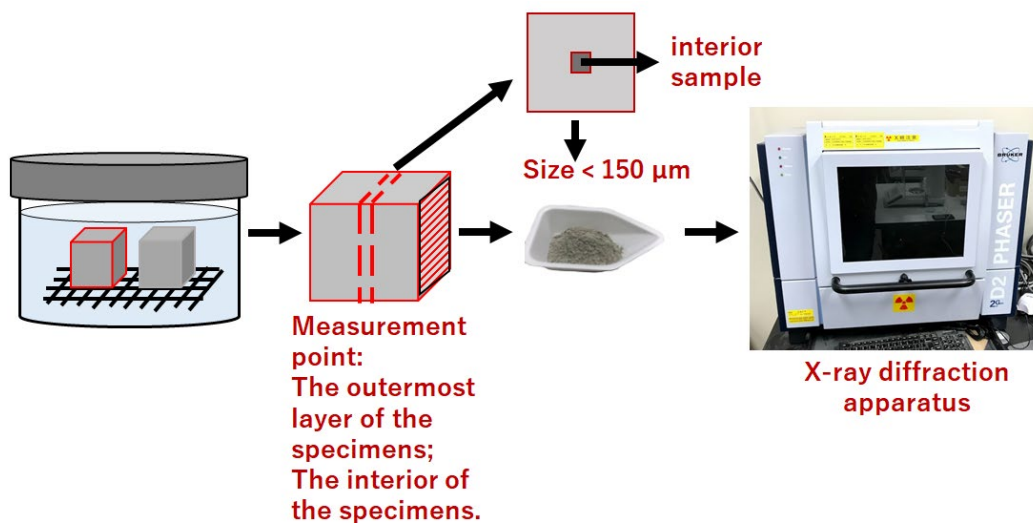 interior
sample
Size < 150 μm
Measurement
point:
The outermost
layer of the
specimens;
The interior of
the specimens.
BRUKER
D2 PHASER
X-ray diffraction
apparatus